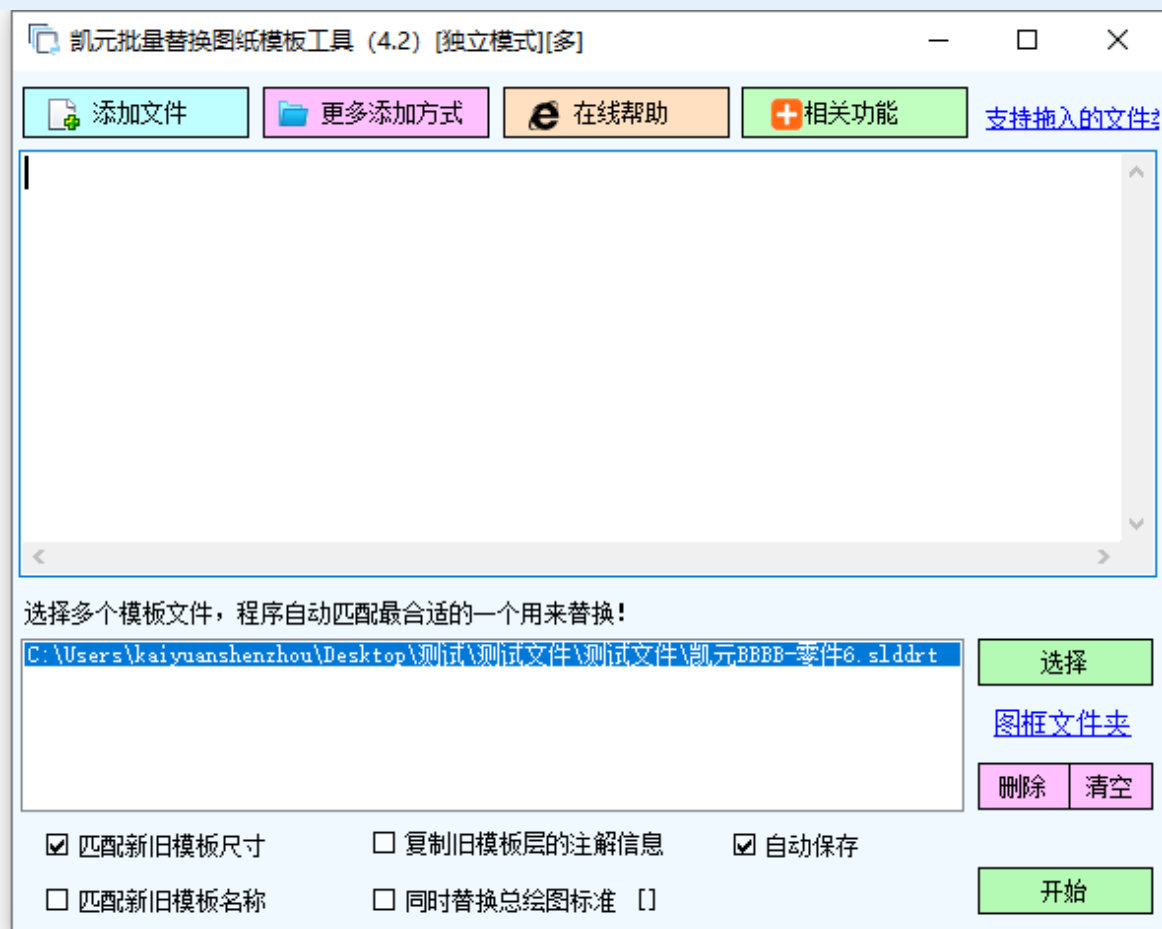 凯元批量替换图纸模板工具（4.2）[独立模式][多]
添加文件 更多添加方式 在线帮助 相关功能 支持拖入的文件
选择多个模板文件，程序自动匹配最合适的一个用来替换！
C:\Users\kaiyuanshenzhou\Desktop\测试\测试文件\测试文件\凯元BBBB-零件6.slddrt
选择
图框文件夹
删除 清空
匹配新旧模板尺寸 复制旧模板层的注解信息 自动保存
匹配新旧模板名称 同时替换总绘图标准 []
开始